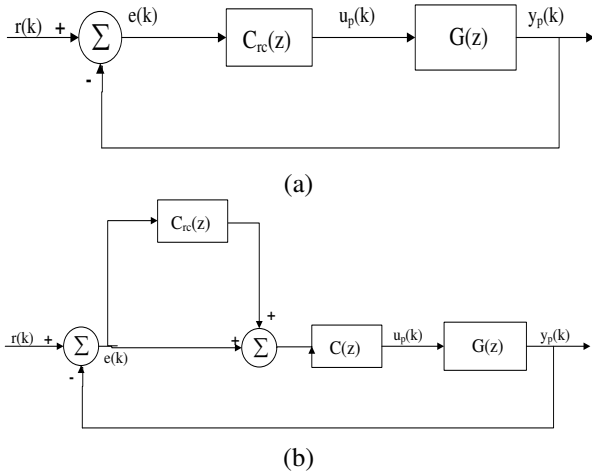 r(k) + Σ e(k) C_rc(z) u_p(k) G(z) y_p(k)
-
(a)
C_rc(z)
+
r(k) + Σ e(k) + Σ C(z) u_p(k) G(z) y_p(k)
-
(b)